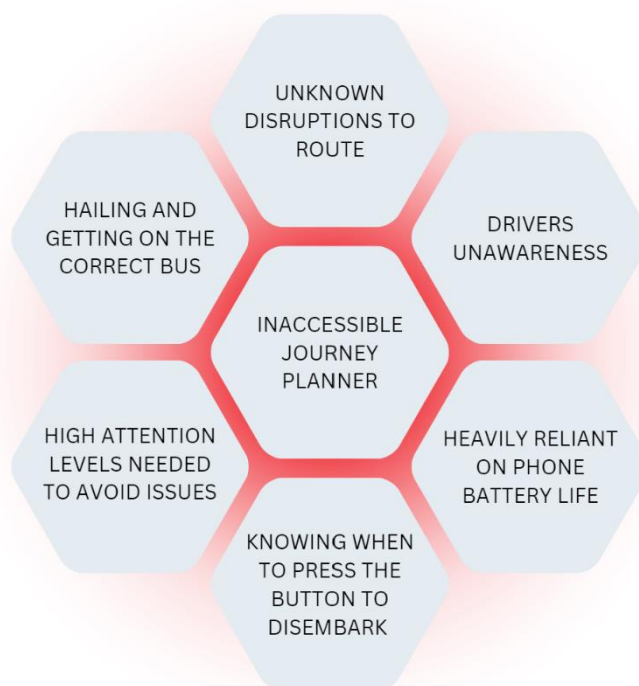 UNKNOWN
DISRUPTIONS TO
ROUTE
HAILING AND
GETTING ON THE
CORRECT BUS
DRIVERS
UNAWARENESS
INACCESSIBLE
JOURNEY
PLANNER
HIGH ATTENTION
LEVELS NEEDED
TO AVOID ISSUES
HEAVILY RELIANT
ON PHONE
BATTERY LIFE
KNOWING WHEN
TO PRESS THE
BUTTON TO
DISEMBARK